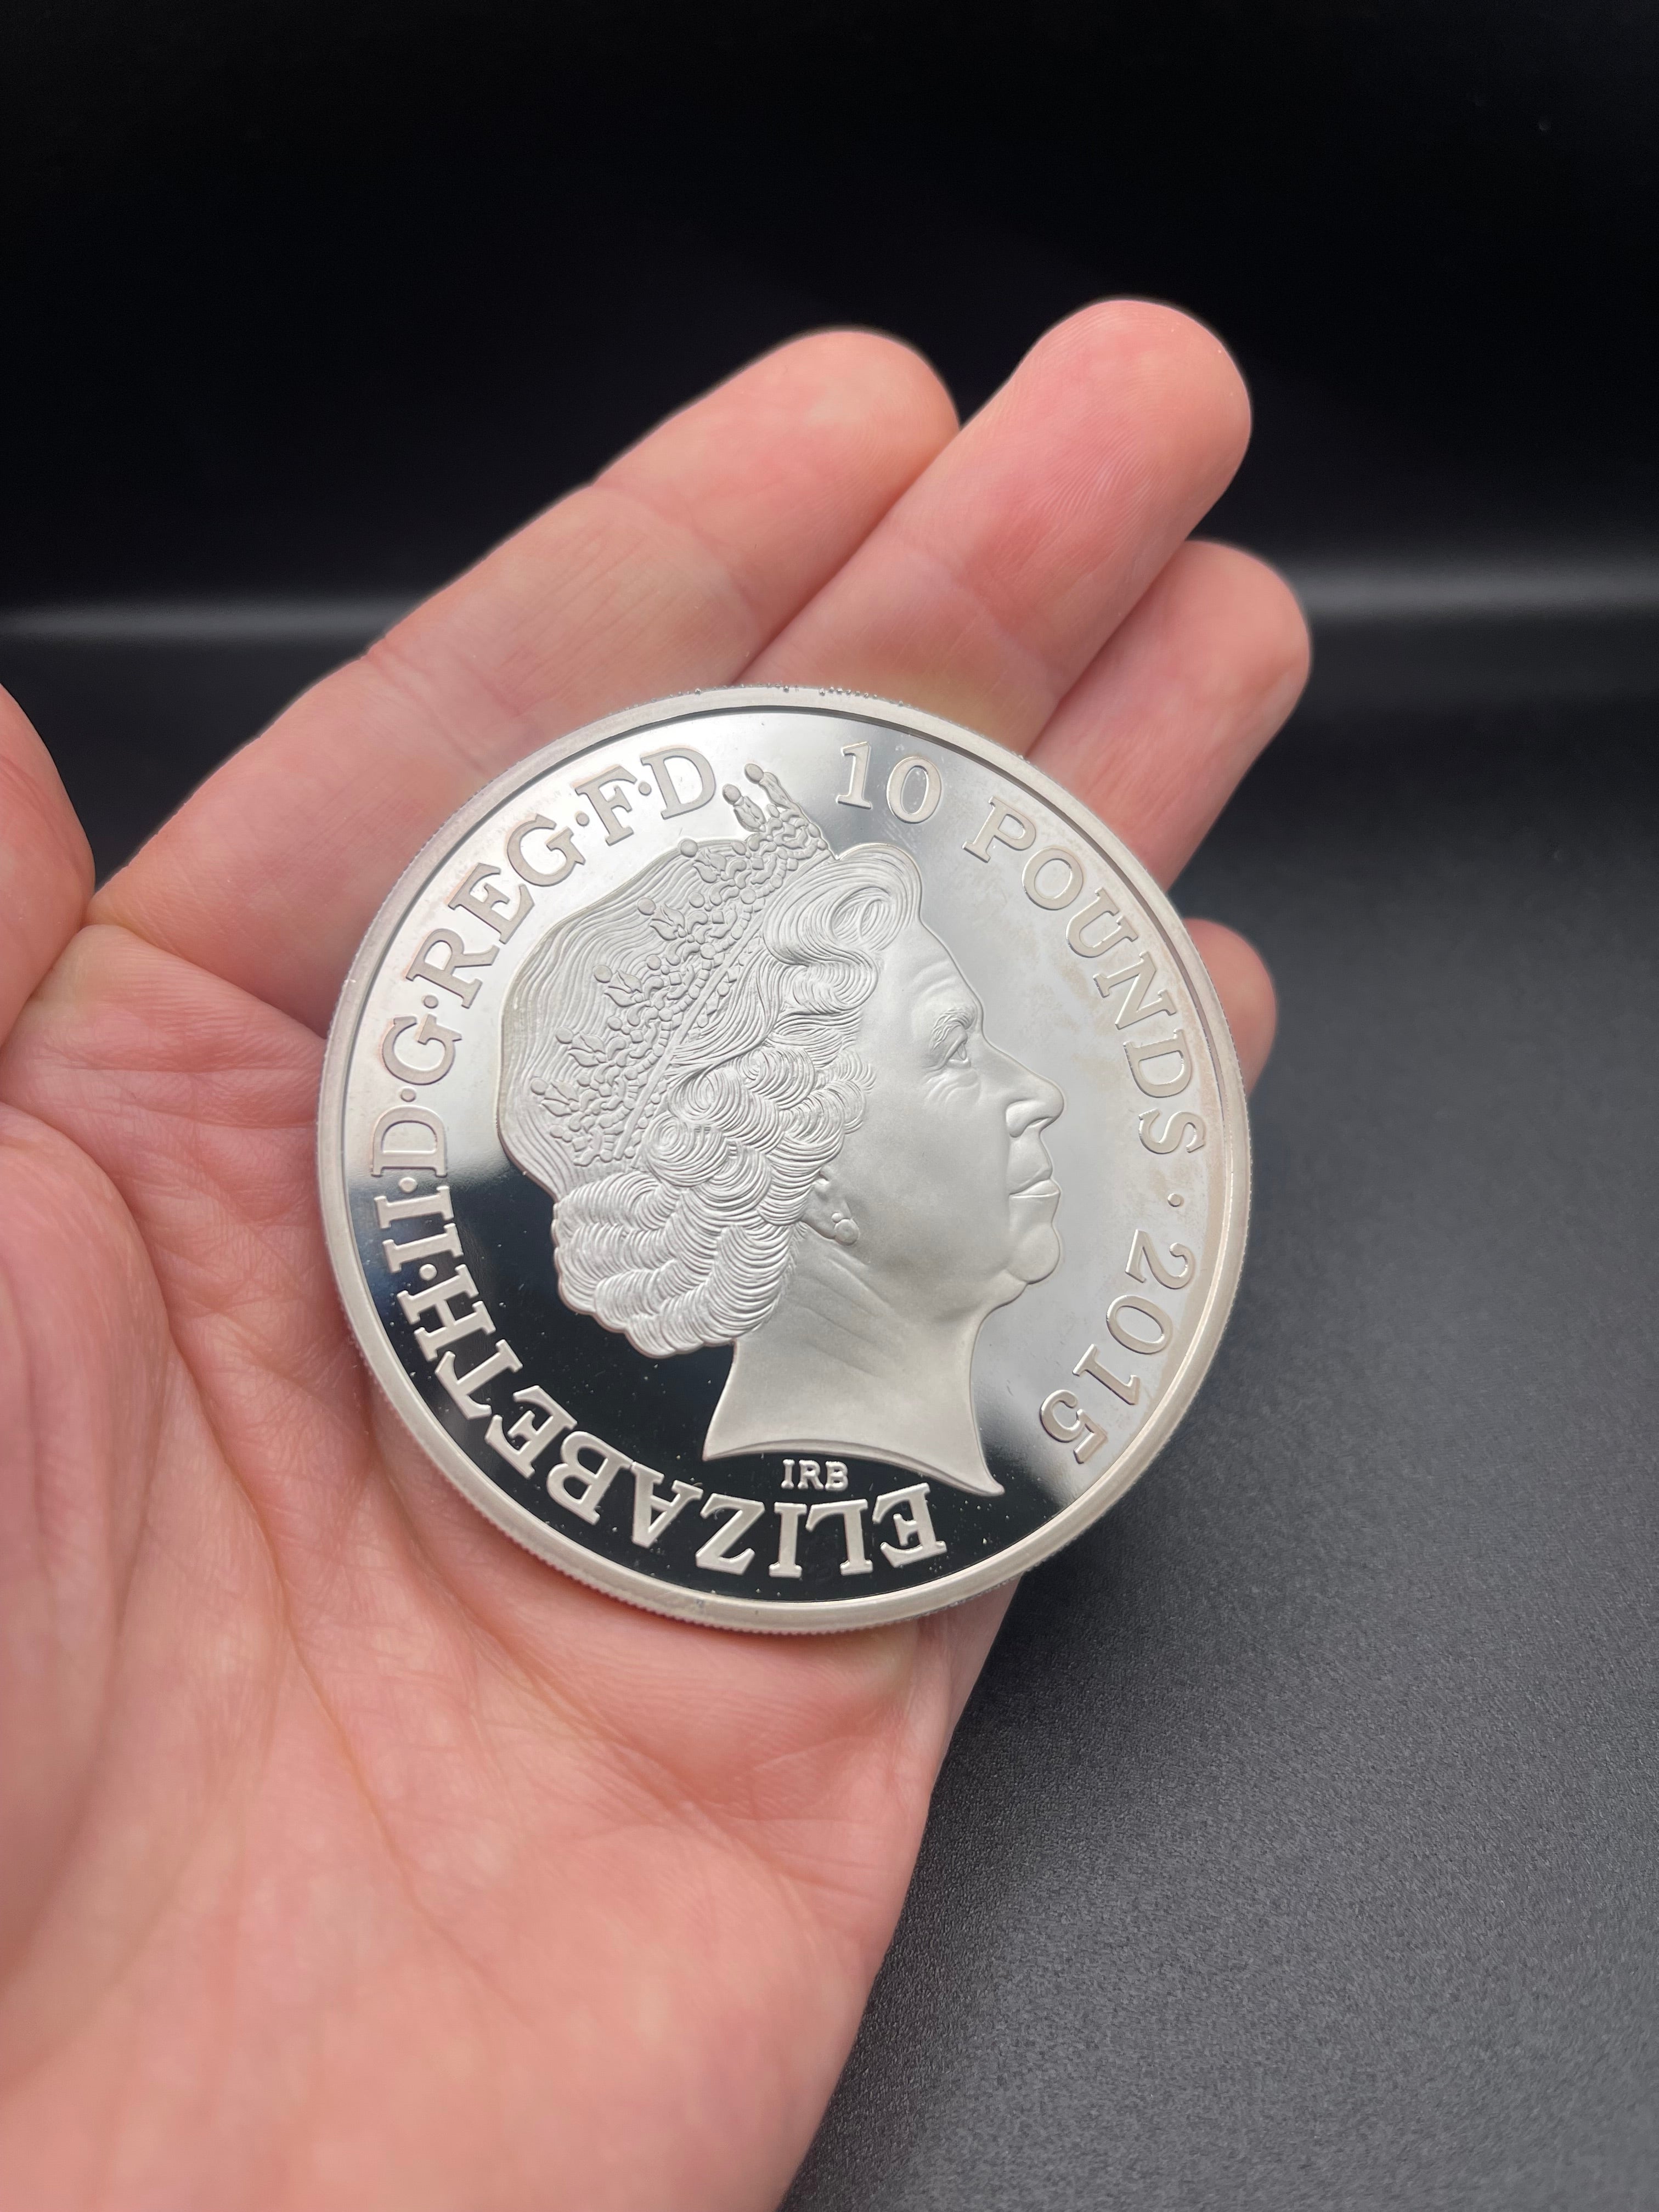 ELIZABETH·II·D·G·REG·F·D
10 POUNDS · 2015
IRB